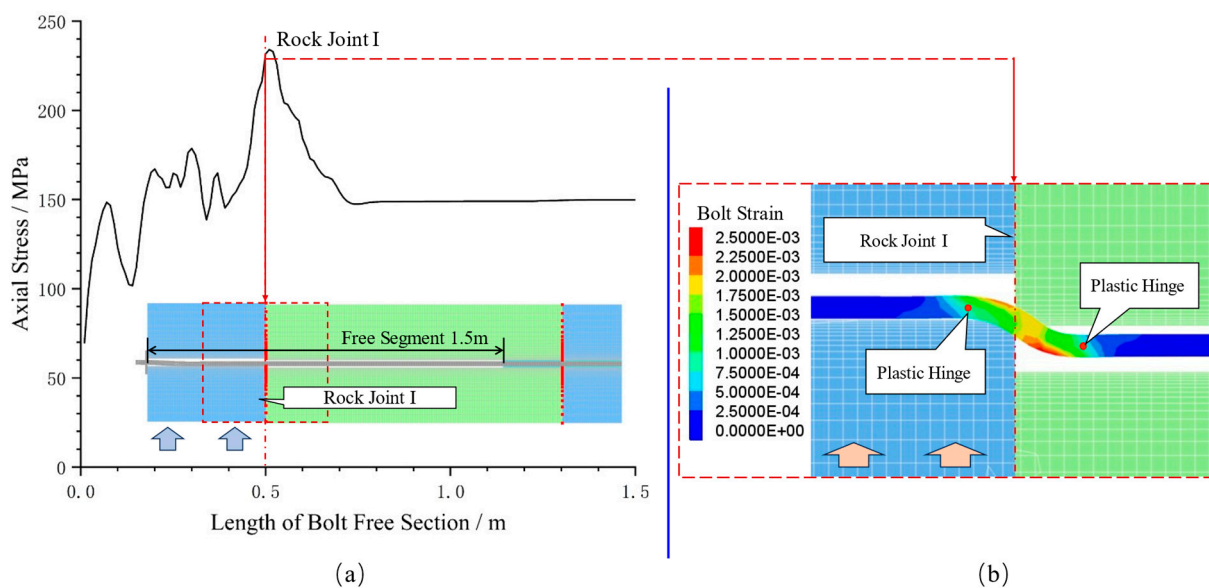 250
200
150
100
50
0
Axial Stress / MPa
Rock Joint I
Free Segment 1.5m
Rock Joint I
0.0
0.5
1.0
1.5
Length of Bolt Free Section / m
(a)
Bolt Strain
2.5000E-03
2.2500E-03
2.0000E-03
1.7500E-03
1.5000E-03
1.2500E-03
1.0000E-03
7.5000E-04
5.0000E-04
2.5000E-04
0.0000E+00
Rock Joint I
Plastic Hinge
Plastic Hinge
(b)